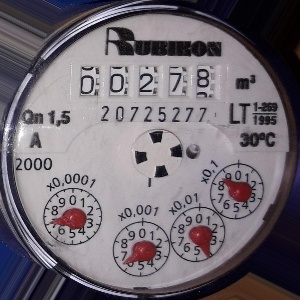 RUBIKON
00278 m³
Qn 1,5 20725277 LT 1-269 1995
A 30°C
2000
x0,1
x0,0001
x0,001
x0,01